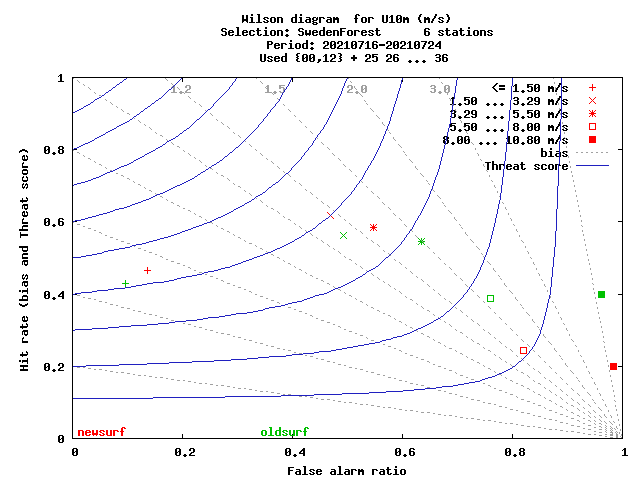 Wilson diagram  for U10m (m/s)
Selection: SwedenForest      6 stations
Period: 20210716-20210724
Used {00,12} + 25 26 ... 36
1.2
1.5
2.0
3.0
<= 1.50 m/s
1.50 ... 3.29 m/s
3.29 ... 5.50 m/s
5.50 ... 8.00 m/s
8.00 ... 10.80 m/s
bias
Threat score
Hit rate (bias and Threat score)
1
0.8
0.6
0.4
0.2
0
newsurf
oldsurf
0
0.2
0.4
0.6
0.8
1
False alarm ratio